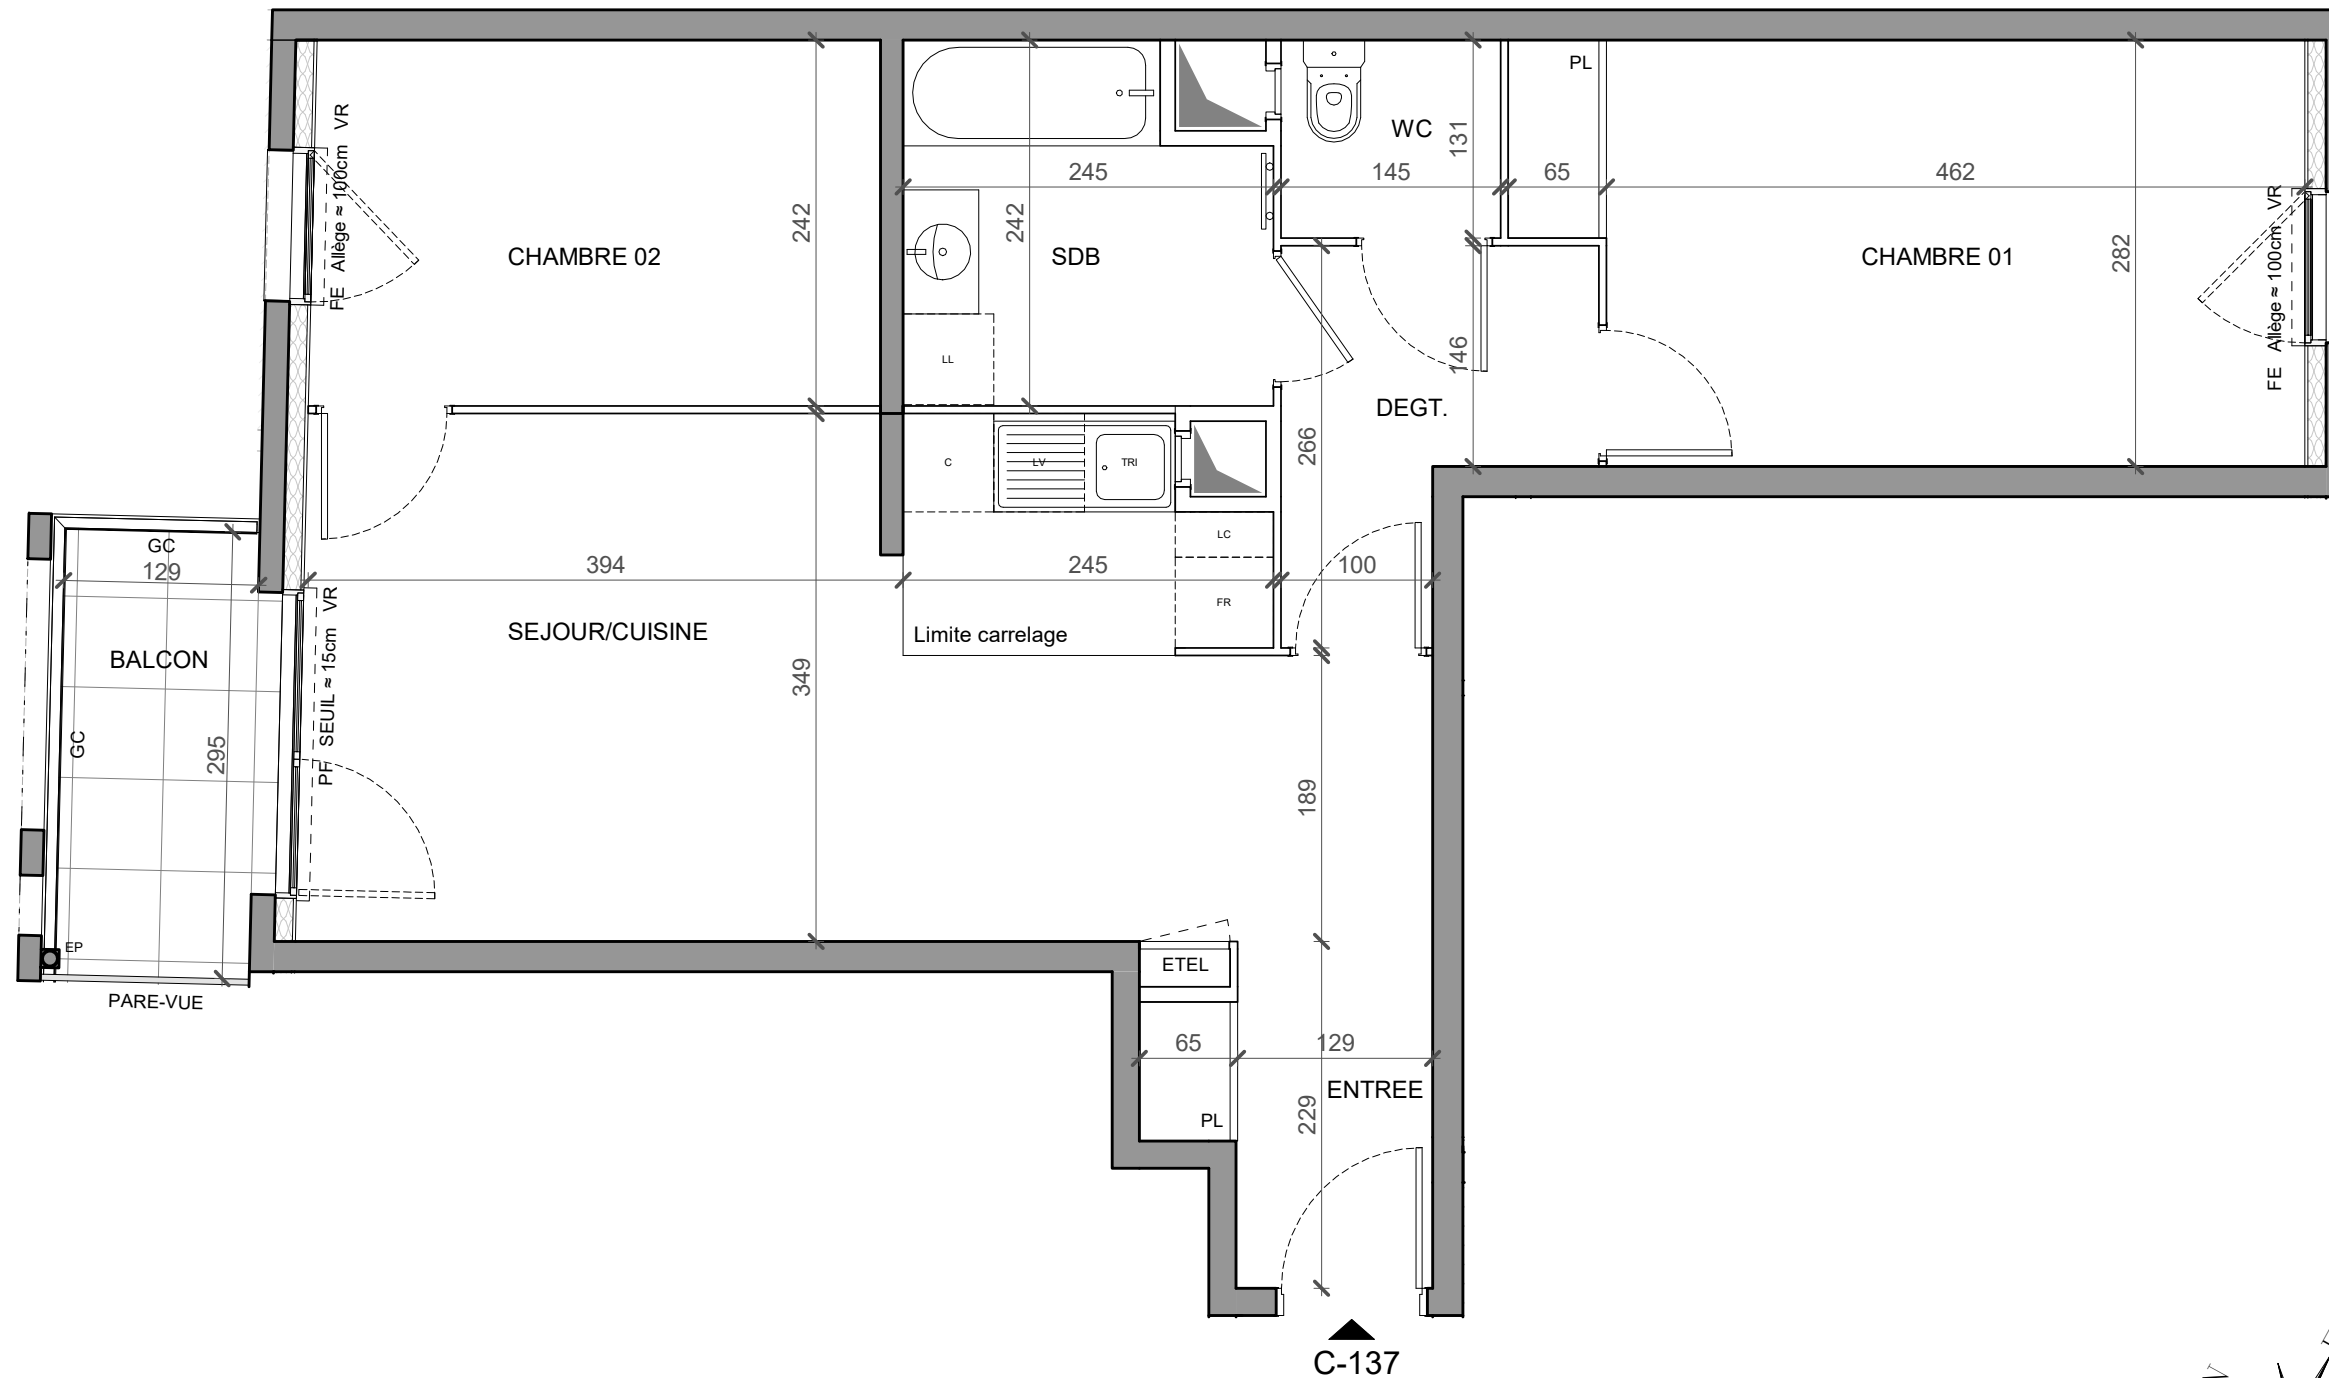 PL
WC
131
FE Allège ≈ 100cm VR
245
145
65
462
242
242
CHAMBRE 02
SDB
CHAMBRE 01
282
FE Allège ≈ 100cm VR
LL
146
DEGT.
266
C
LV
TRI
LC
GC
129
394
245
100
FR
SEJOUR/CUISINE
Limite carrelage
BALCON
PF SEUIL ≈ 15cm VR
349
GC
295
189
EP
ETEL
PARE-VUE
65
129
ENTREE
229
PL
C-137